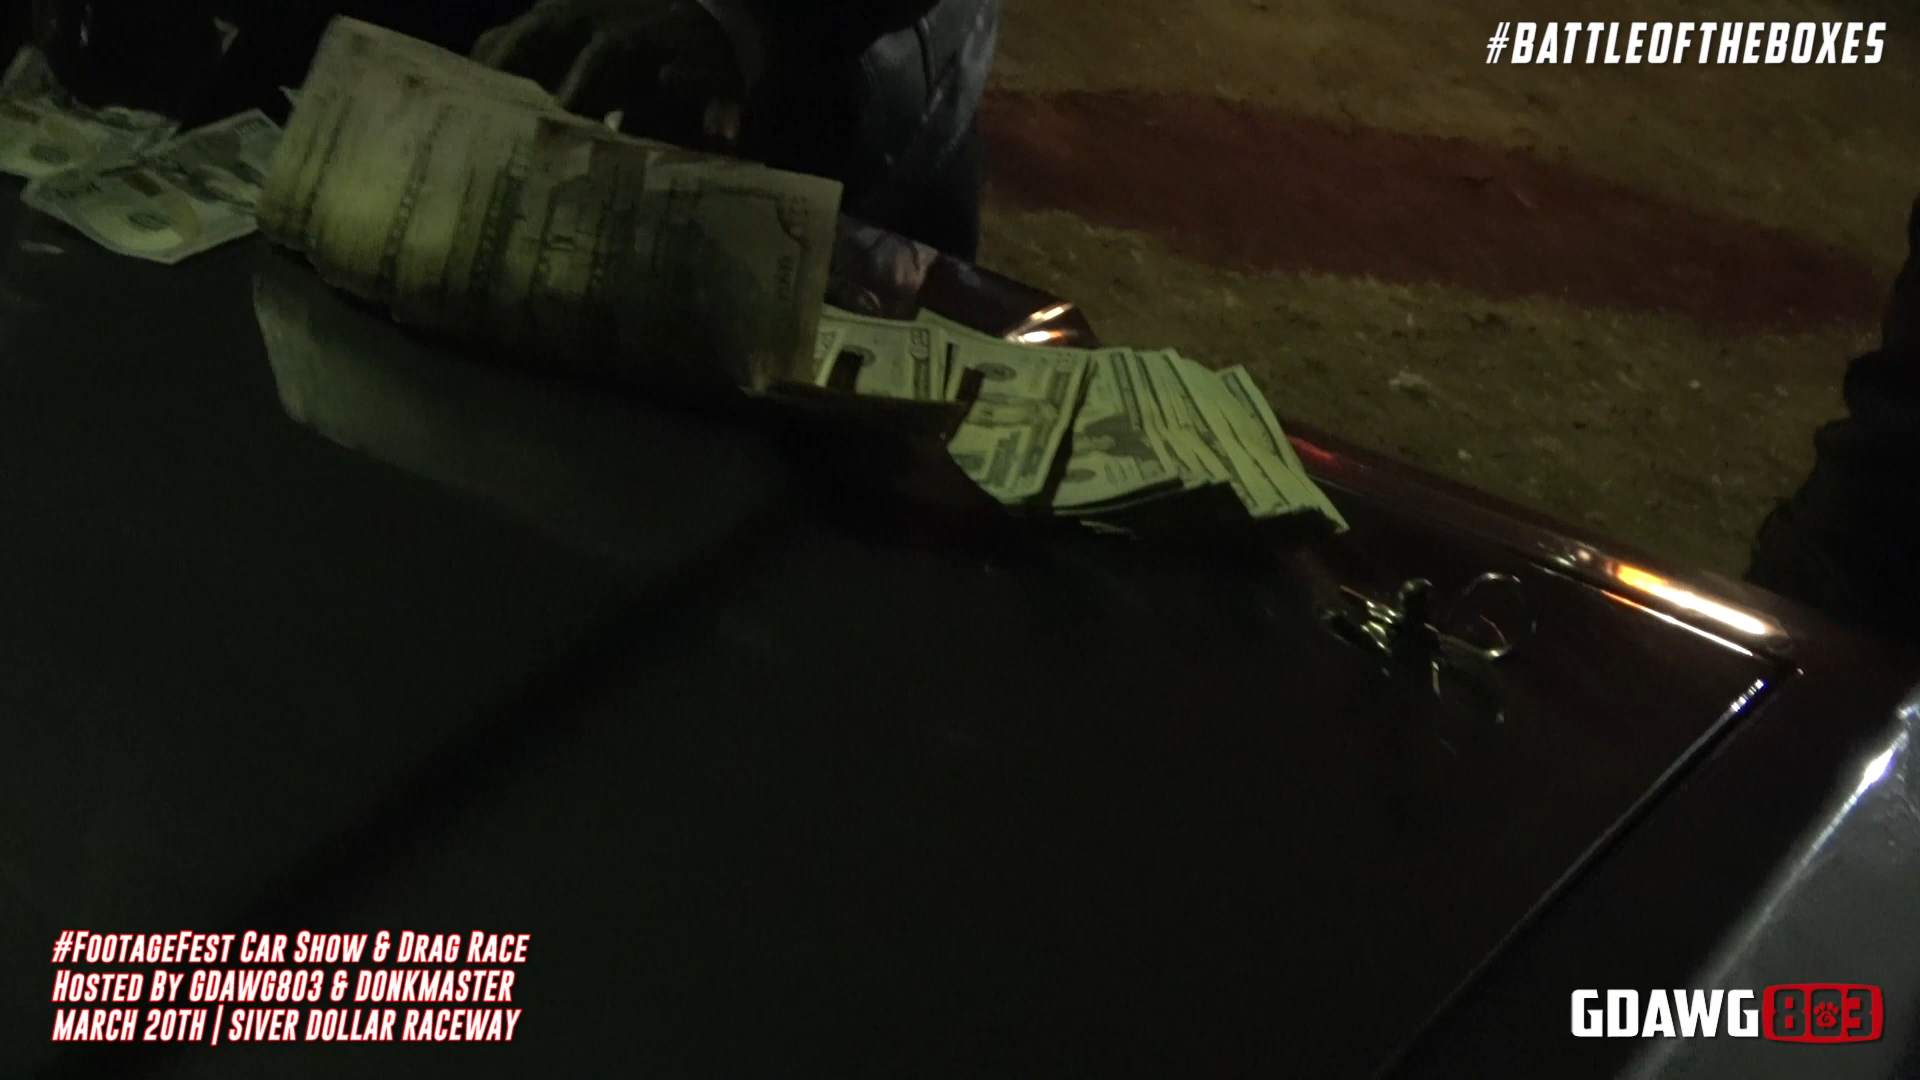 #BATTLEOFTHEBOXES
#FOOTAGEFEST CAR SHOW & DRAG RACE
HOSTED BY GDAWG803 & DONKMASTER
MARCH 20TH | SIVER DOLLAR RACEWAY
GDAWG803